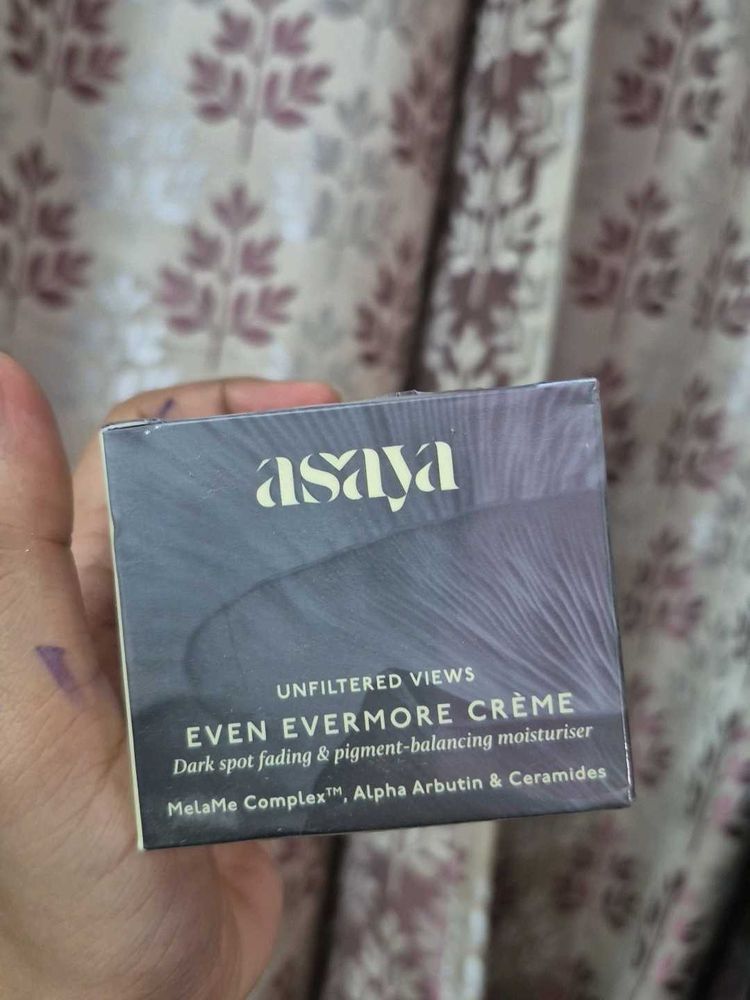 asaya
UNFILTERED VIEWS
EVEN EVERMORE CRÈME
Dark spot fading & pigment-balancing moisturiser
MelaMe Complex™, Alpha Arbutin & Ceramides